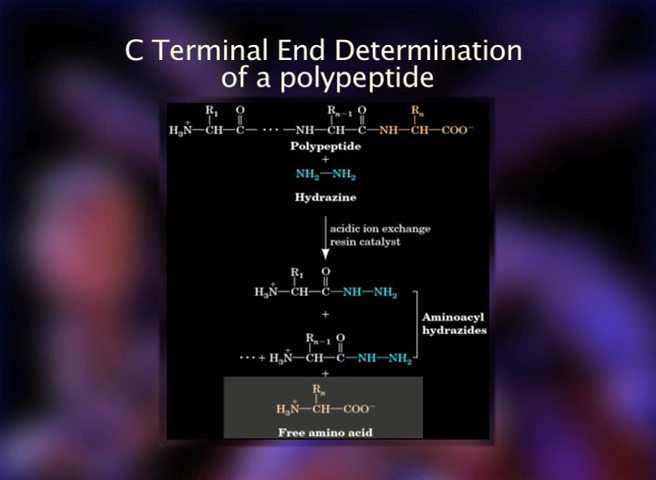 C Terminal End Determination
of a polypeptide
R₁ O Rₙ₋₁ O Rₙ
H₃N⁺—CH—C— ··· —NH—CH—C—NH—CH—COO⁻
Polypeptide
+
NH₂—NH₂
Hydrazine
acidic ion exchange
resin catalyst
R₁ O
H₃N⁺—CH—C—NH—NH₂
+
Aminoacyl
hydrazides
Rₙ₋₁ O
···+ H₃N⁺—CH—C—NH—NH₂
+
Rₙ
H₃N⁺—CH—COO⁻
Free amino acid